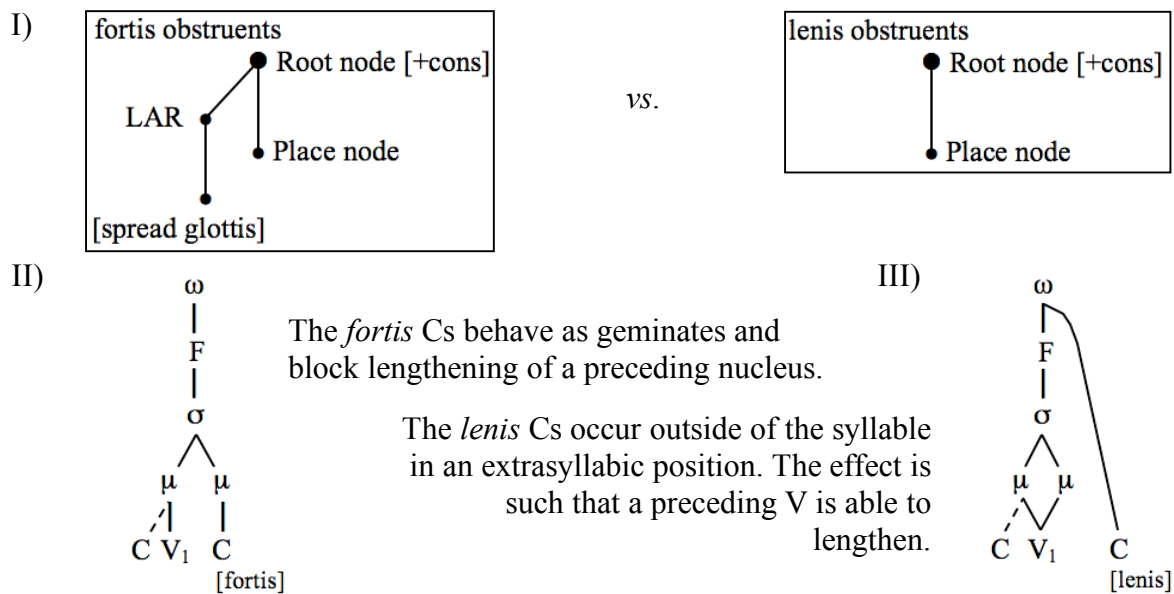 I)
fortis obstruents
Root node [+cons]
LAR
Place node
[spread glottis]
vs.
lenis obstruents
Root node [+cons]
Place node
II)
ω
F
σ
μ μ
C V₁ C
[fortis]
The fortis Cs behave as geminates and
block lengthening of a preceding nucleus.
The lenis Cs occur outside of the syllable
in an extrasyllabic position. The effect is
such that a preceding V is able to
lengthen.
III)
ω
F
σ
μ μ
C V₁ C
[lenis]